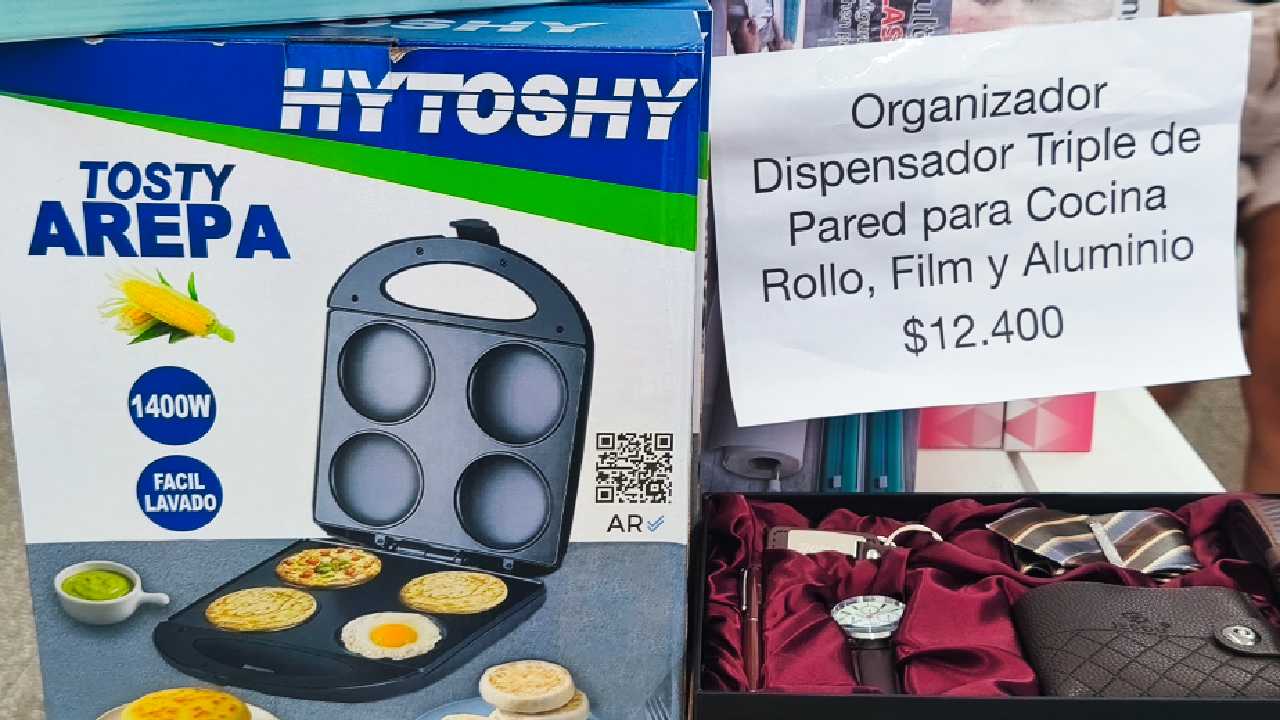 HYTOSHY
HYTOSHY
TOSTY
AREPA
1400W
FACIL
LAVADO
AR
Organizador
Dispensador Triple de
Pared para Cocina
Rollo, Film y Aluminio
$12.400